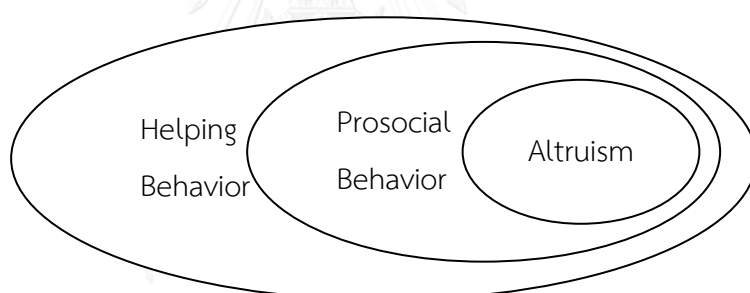 Helping
Behavior
Prosocial
Behavior
Altruism